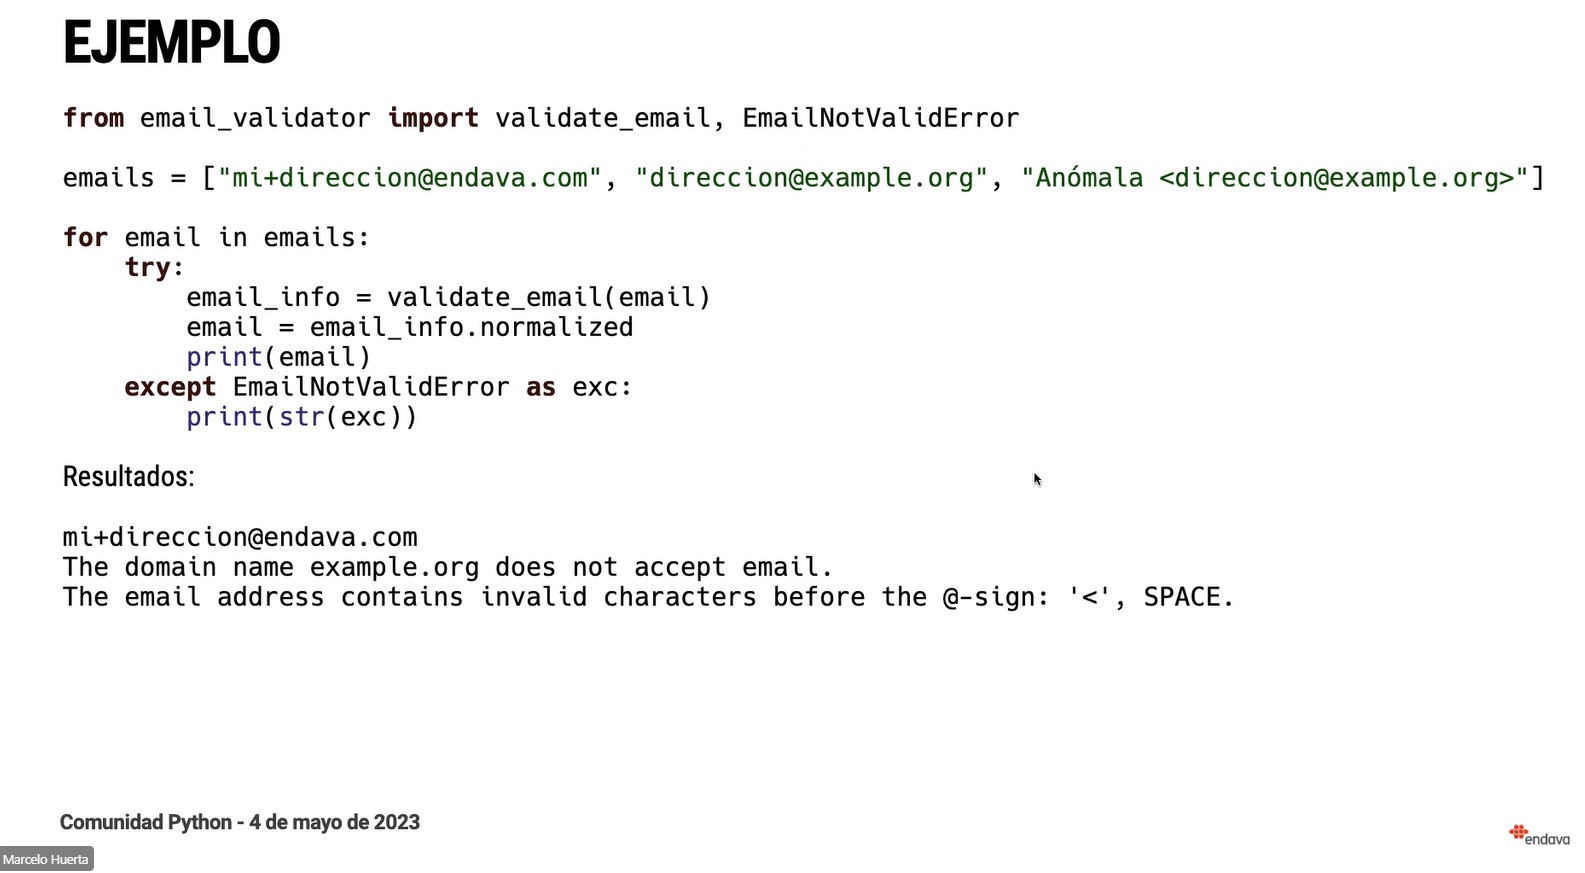 EJEMPLO
from email_validator import validate_email, EmailNotValidError
emails = ["mi+direccion@endava.com", "direccion@example.org", "Anómala <direccion@example.org>"]
for email in emails:
    try:
        email_info = validate_email(email)
        email = email_info.normalized
        print(email)
    except EmailNotValidError as exc:
        print(str(exc))
Resultados:
mi+direccion@endava.com
The domain name example.org does not accept email.
The email address contains invalid characters before the @-sign: '<', SPACE.
Comunidad Python - 4 de mayo de 2023
endava
Marcelo Huerta